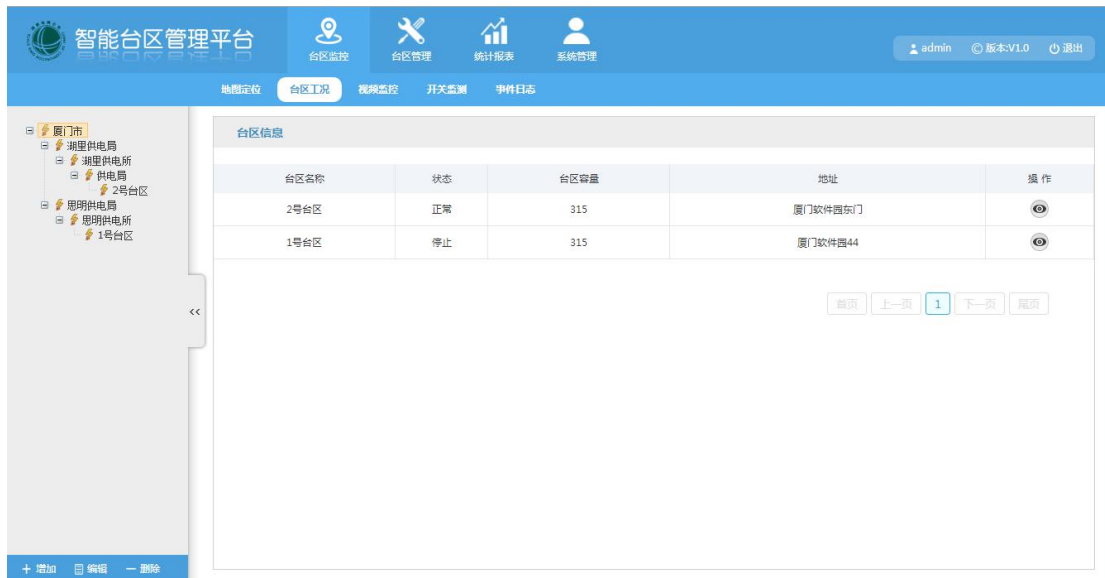 智能台区管理平台
台区监控 台区管理 统计报表 系统管理
admin ©版本:V1.0 退出
地图定位 台区工况 视频监控 开关监测 事件日志
厦门市
湖里供电局
湖里供电所
供电局
2号台区
思明供电局
思明供电所
1号台区
<<
台区信息
台区名称 状态 台区容量 地址 操作
2号台区 正常 315 厦门软件园东门
1号台区 停止 315 厦门软件园44
首页 上一页 1 下一页 尾页
+ 增加 编辑 — 删除